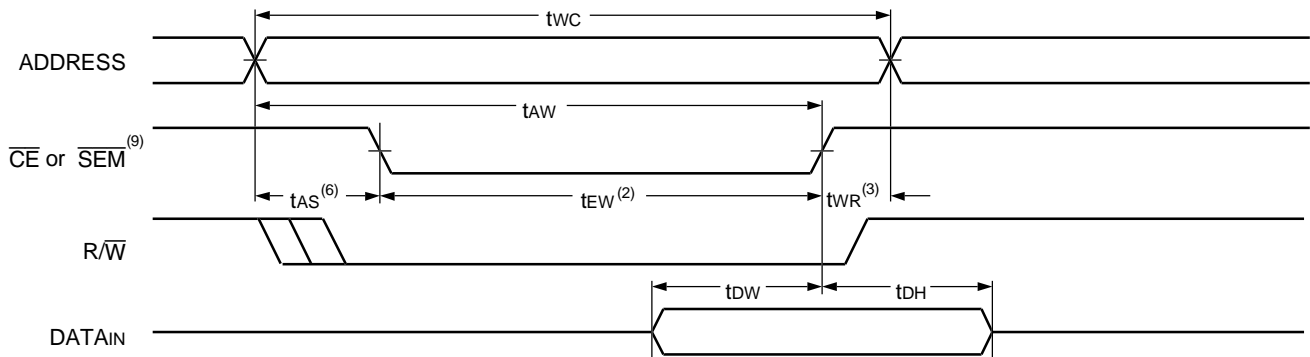 tWC
ADDRESS
tAW
CE or SEM(9)
tAS(6) tEW(2) tWR(3)
R/W
tDW tDH
DATAIN